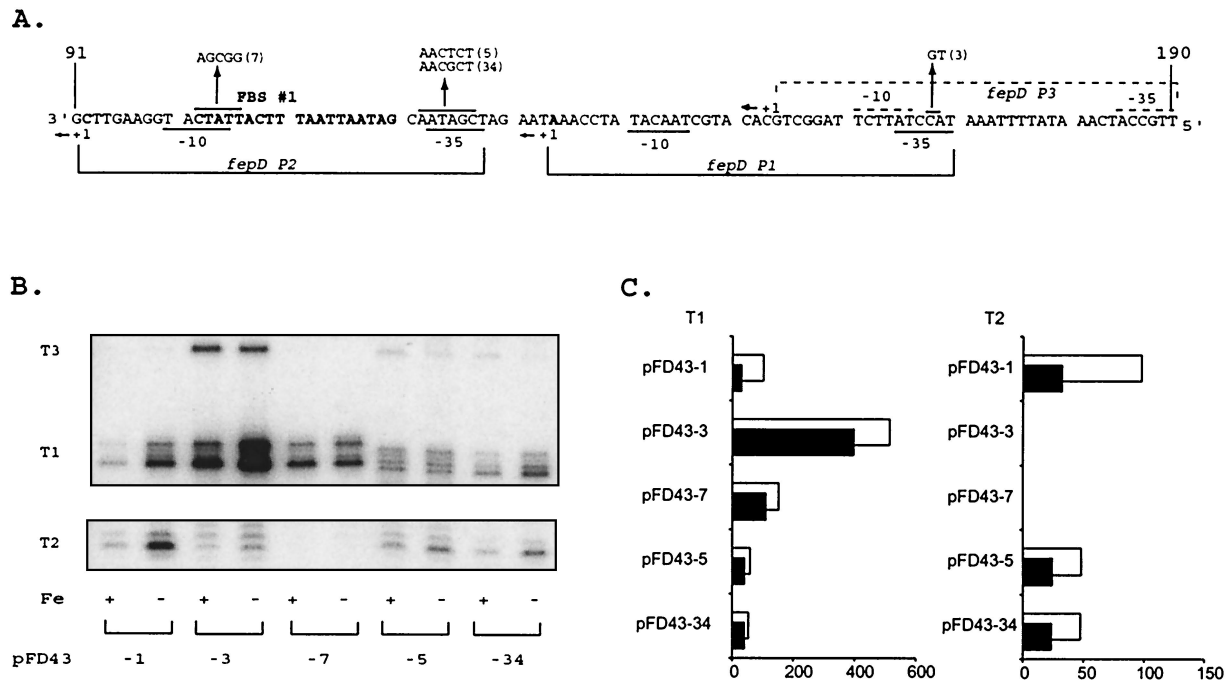 A.
91
190
AGCGG(7)
AACTCT(5)
AACGCT(34)
GT(3)
FBS #1
+1
-10
fepD P3
-35
3'GCTTGAAGGT ACTATTACTT TAATTAATAG CAATAGCTAG AATAAACCTA TACAATCGTA CACGTCGGAT TCTTATCCAT AAATTTTATA AACTACCGTT5'
+1
-10
-35
+1
-10
-35
fepD P2
fepD P1
B.
T3
T1
T2
Fe + - + - + - + - + -
pFD43 -1 -3 -7 -5 -34
C.
T1
T2
pFD43-1
pFD43-3
pFD43-7
pFD43-5
pFD43-34
0 200 400 600
pFD43-1
pFD43-3
pFD43-7
pFD43-5
pFD43-34
0 50 100 150